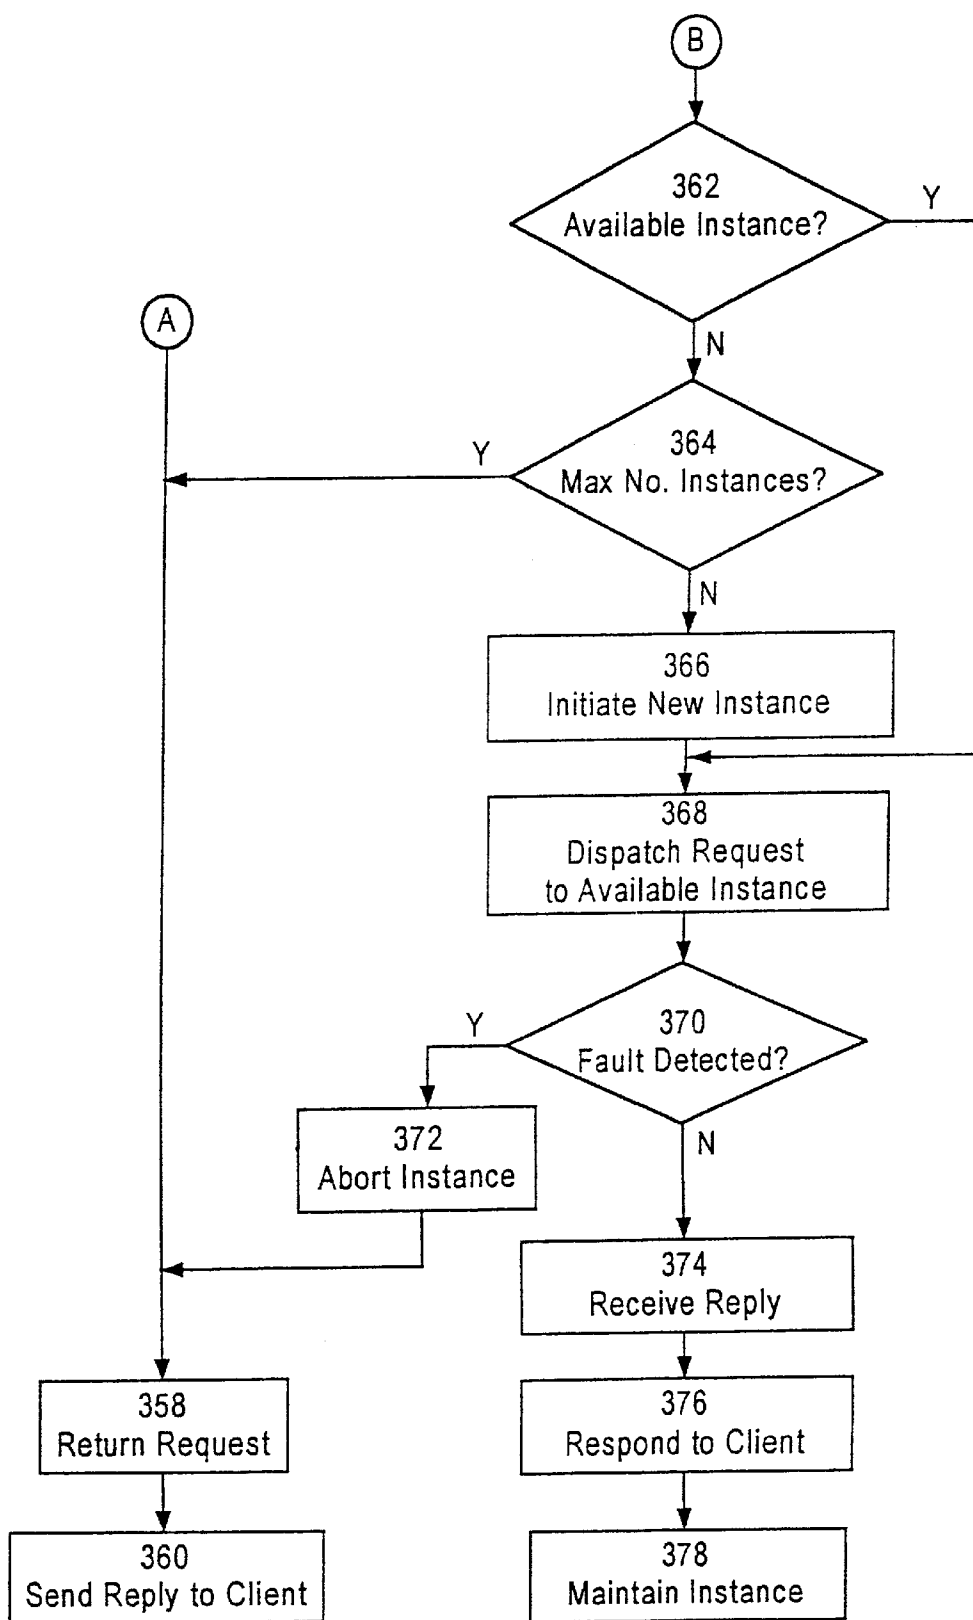 B
362
Available Instance?
Y
A
N
364
Max No. Instances?
Y
N
366
Initiate New Instance
368
Dispatch Request
to Available Instance
370
Fault Detected?
Y
372
Abort Instance
N
374
Receive Reply
358
Return Request
376
Respond to Client
360
Send Reply to Client
378
Maintain Instance